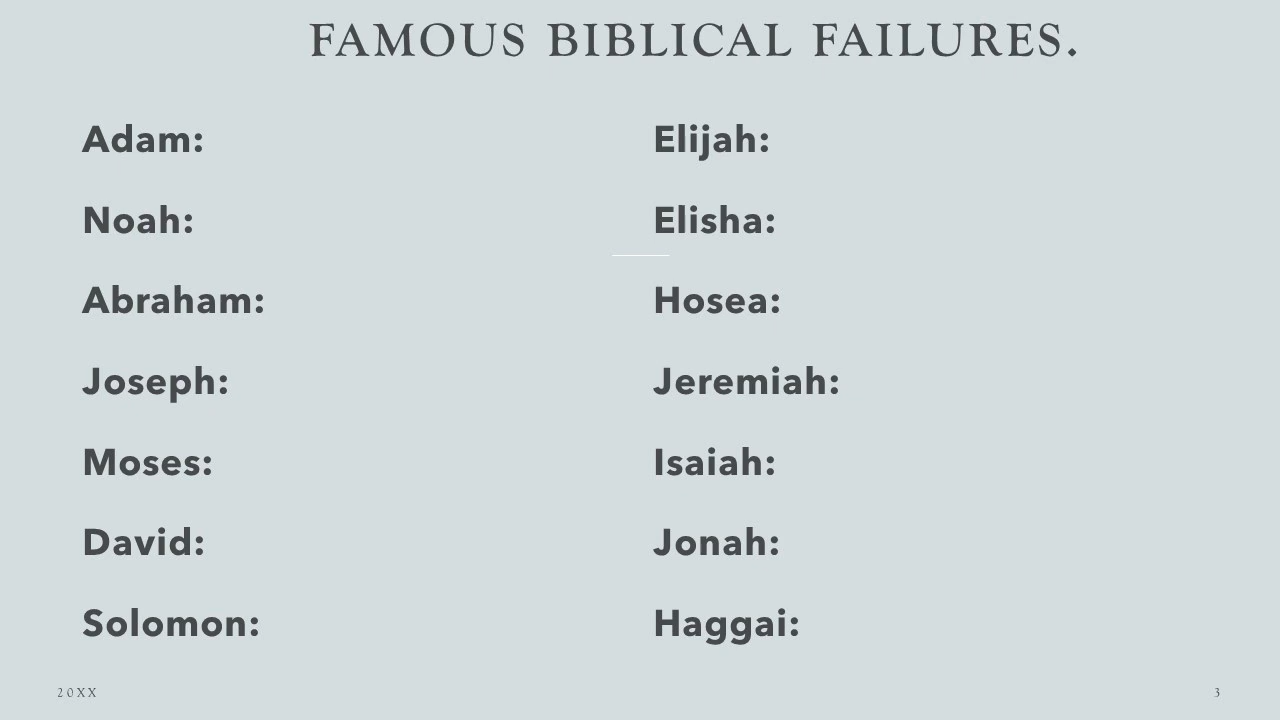 FAMOUS BIBLICAL FAILURES.
Adam:
Noah:
Abraham:
Joseph:
Moses:
David:
Solomon:
Elijah:
Elisha:
Hosea:
Jeremiah:
Isaiah:
Jonah:
Haggai:
20XX
3